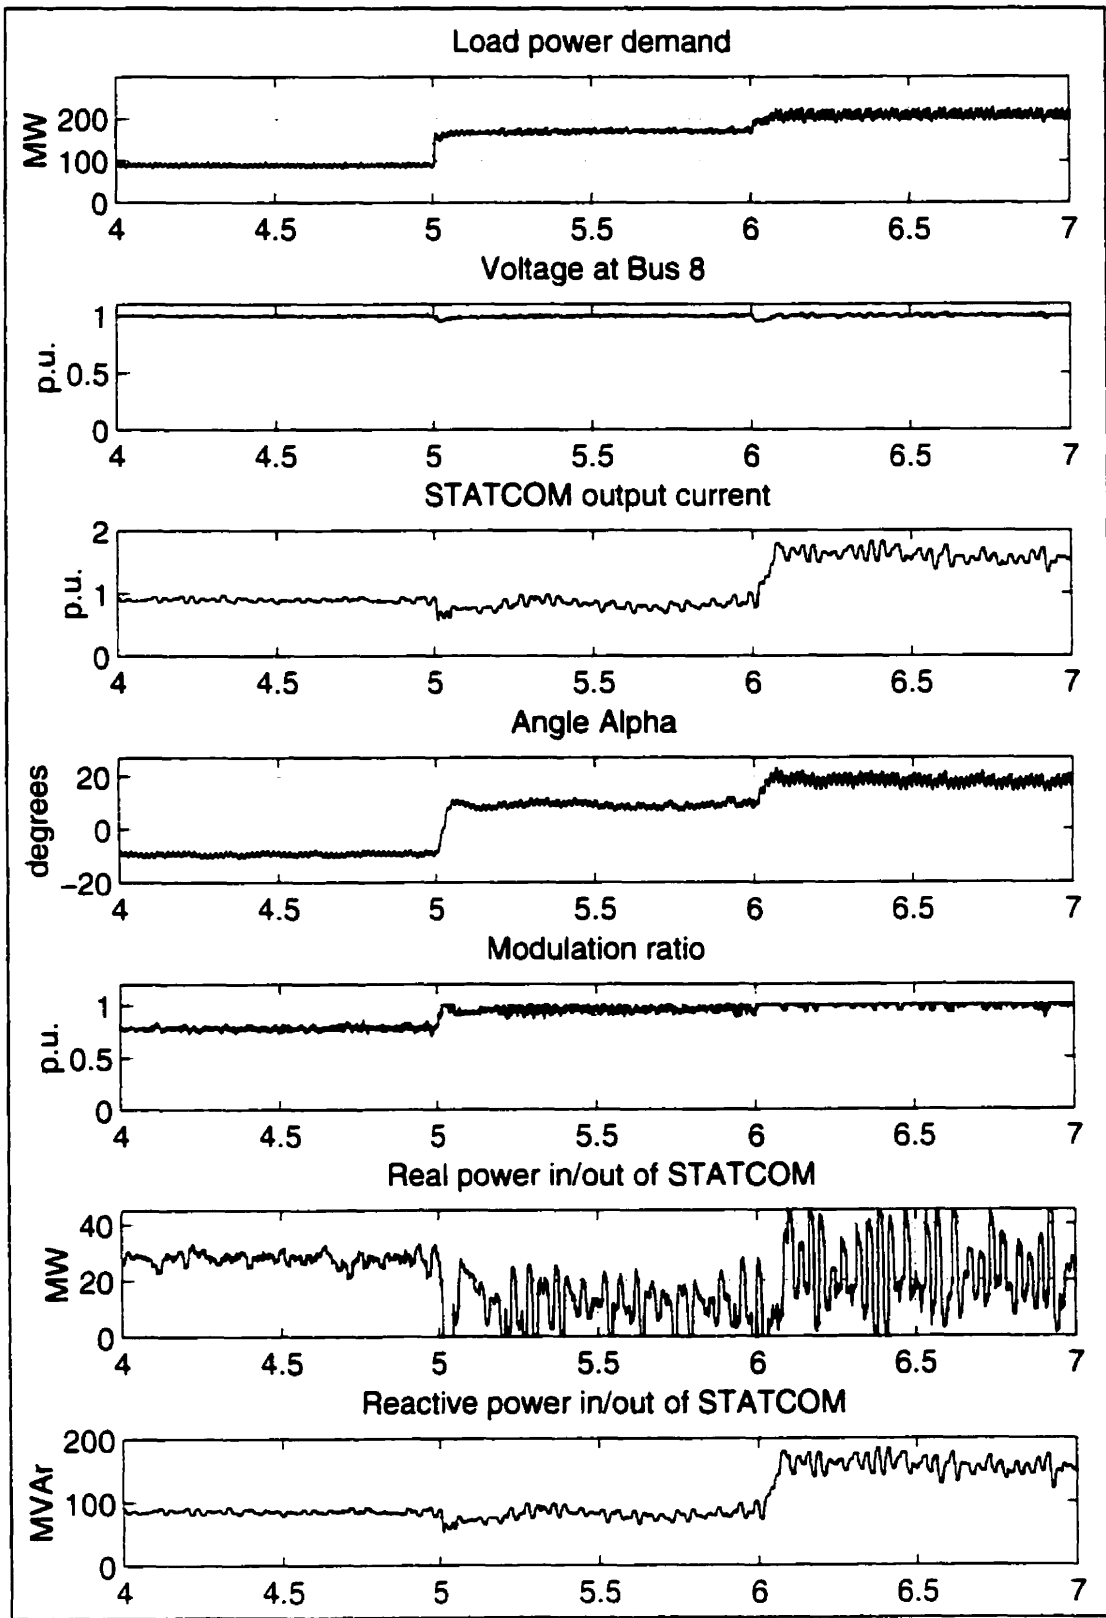 Load power demand
MW
200
100
0
4 4.5 5 5.5 6 6.5 7
Voltage at Bus 8
p.u.
1
0.5
0
4 4.5 5 5.5 6 6.5 7
STATCOM output current
p.u.
2
1
0
4 4.5 5 5.5 6 6.5 7
Angle Alpha
degrees
20
0
−20
4 4.5 5 5.5 6 6.5 7
Modulation ratio
p.u.
1
0.5
0
4 4.5 5 5.5 6 6.5 7
Real power in/out of STATCOM
MW
40
20
0
4 4.5 5 5.5 6 6.5 7
Reactive power in/out of STATCOM
MVAr
200
100
0
4 4.5 5 5.5 6 6.5 7